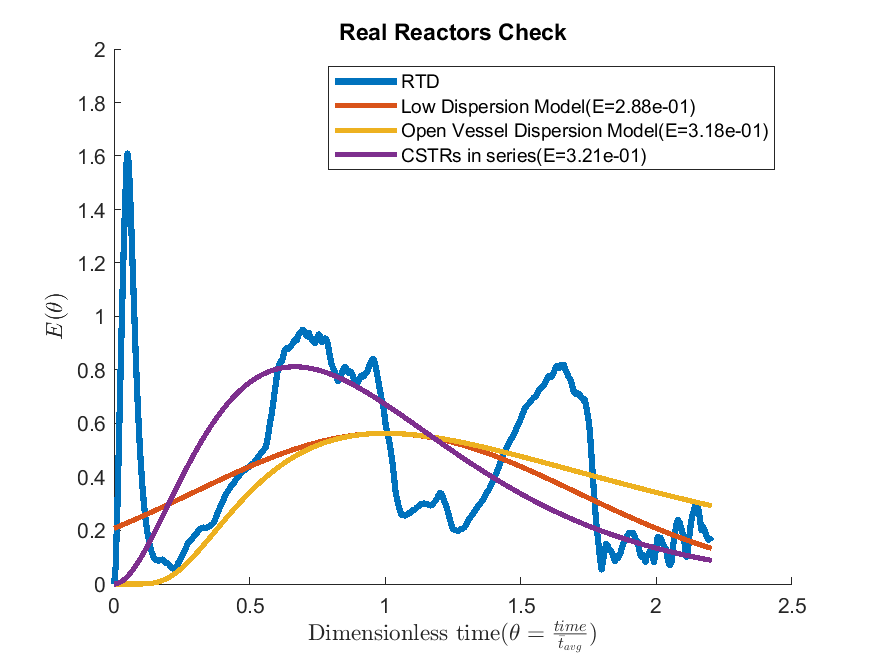 Real Reactors Check
RTD
Low Dispersion Model(E=2.88e-01)
Open Vessel Dispersion Model(E=3.18e-01)
CSTRs in series(E=3.21e-01)
2
1.8
1.6
1.4
1.2
1
0.8
0.6
0.4
0.2
0
E(θ)
0 0.5 1 1.5 2 2.5
Dimensionless time(θ = time/t̄avg)